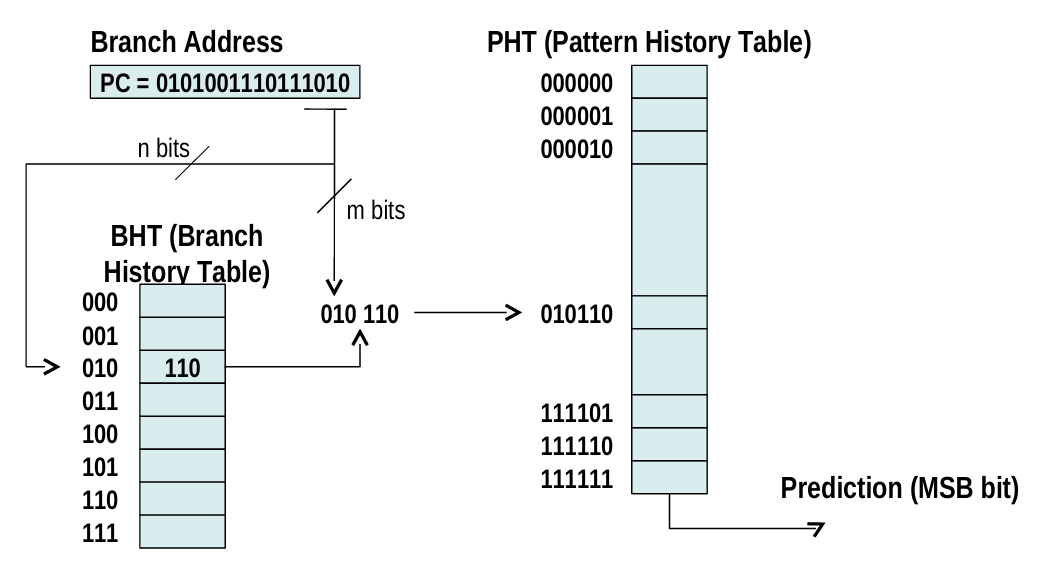 Branch Address
PC = 0101001110111010
n bits
m bits
BHT (Branch
History Table)
000
001
010
110
011
100
101
110
111
010 110
PHT (Pattern History Table)
000000
000001
000010
010110
111101
111110
111111
Prediction (MSB bit)